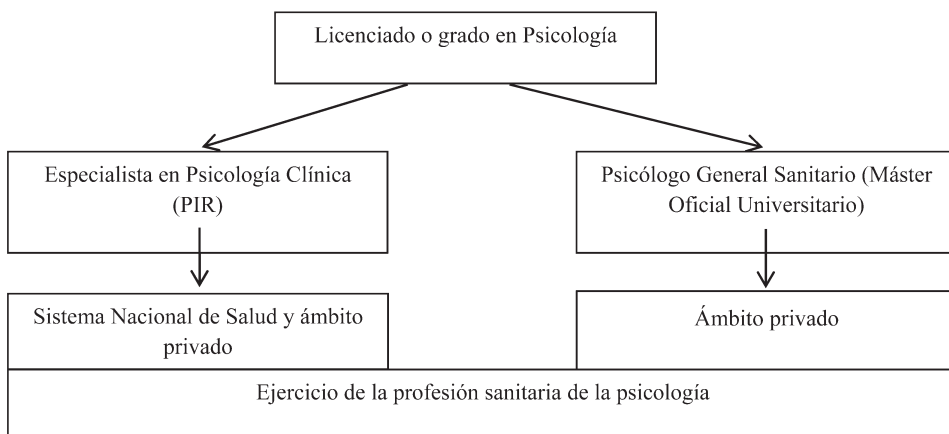 Licenciado o grado en Psicología
Especialista en Psicología Clínica
(PIR)
Psicólogo General Sanitario (Máster
Oficial Universitario)
Sistema Nacional de Salud y ámbito
privado
Ámbito privado
Ejercicio de la profesión sanitaria de la psicología